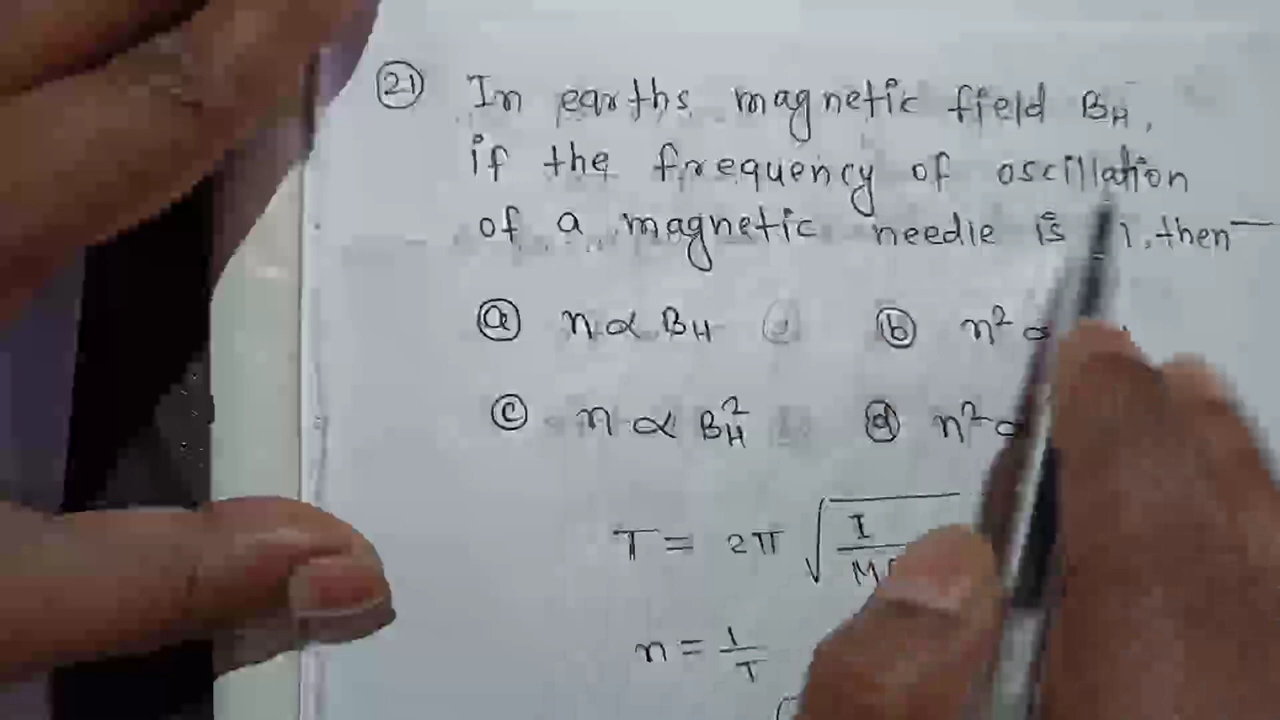 21 In earths magnetic field BH,
if the frequency of oscillation
of a magnetic needle is , then —
a n ∝ BH b n² ∝
c n ∝ BH² d n² ∝
T = 2π √(I/M
n = 1/T